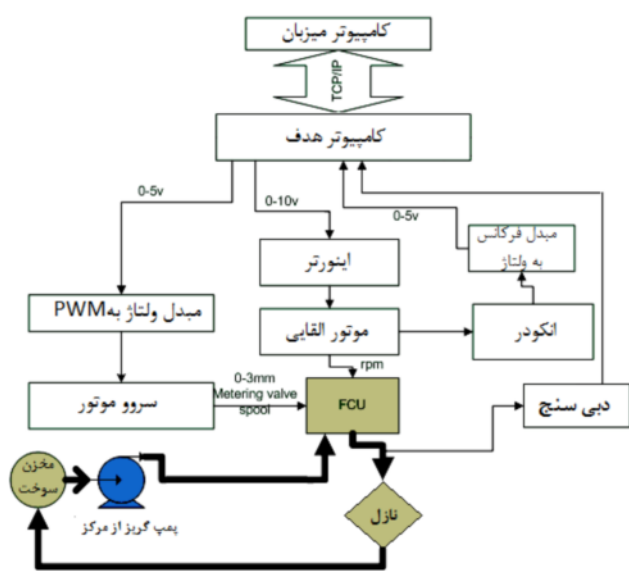 کامپیوتر میزبان
TCP/IP
کامپیوتر هدف
0-5v
0-10v
0-5v
مبدل فرکانس
به ولتاژ
اینورتر
مبدل ولتاژ به PWM
موتور القایی
انکودر
rpm
0-3mm
Metering valve
spool
سروو موتور
FCU
دبی سنج
مخزن
سوخت
نازل
پمپ گریز از مرکز